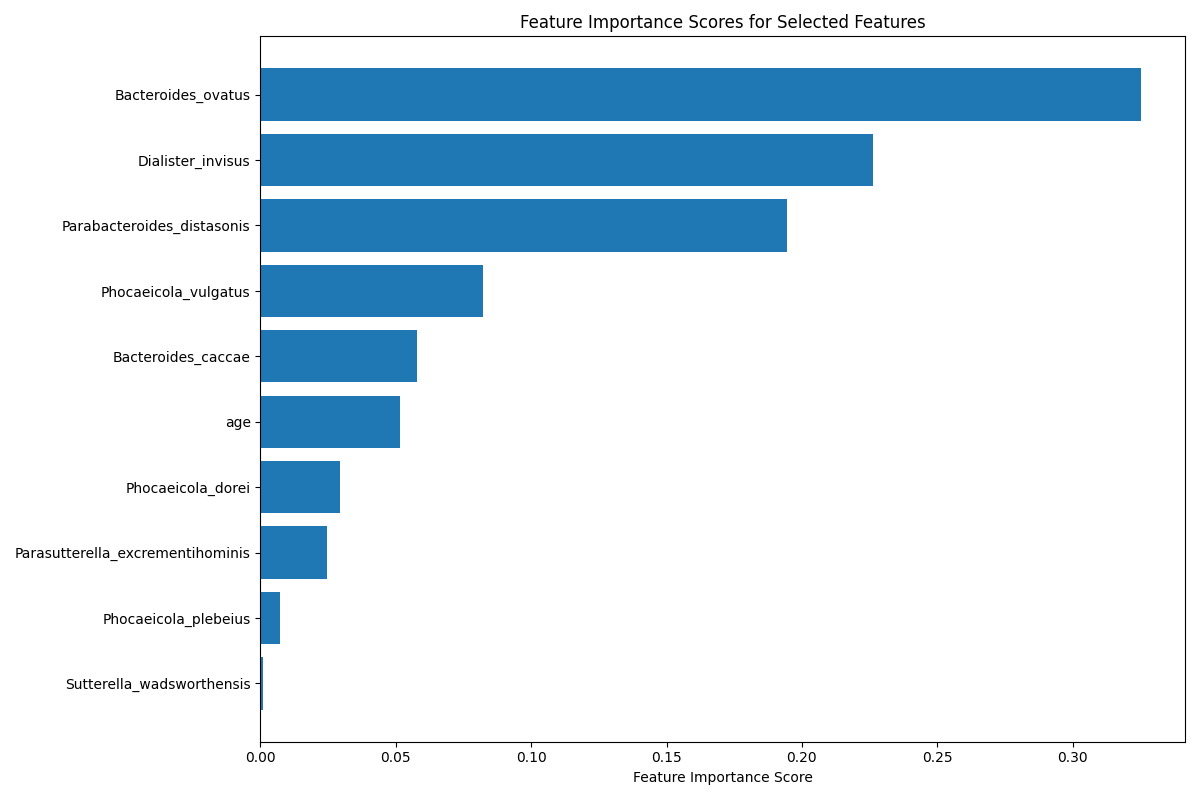 Feature Importance Scores for Selected Features
Bacteroides_ovatus
Dialister_invisus
Parabacteroides_distasonis
Phocaeicola_vulgatus
Bacteroides_caccae
age
Phocaeicola_dorei
Parasutterella_excrementihominis
Phocaeicola_plebeius
Sutterella_wadsworthensis
0.00 0.05 0.10 0.15 0.20 0.25 0.30
Feature Importance Score